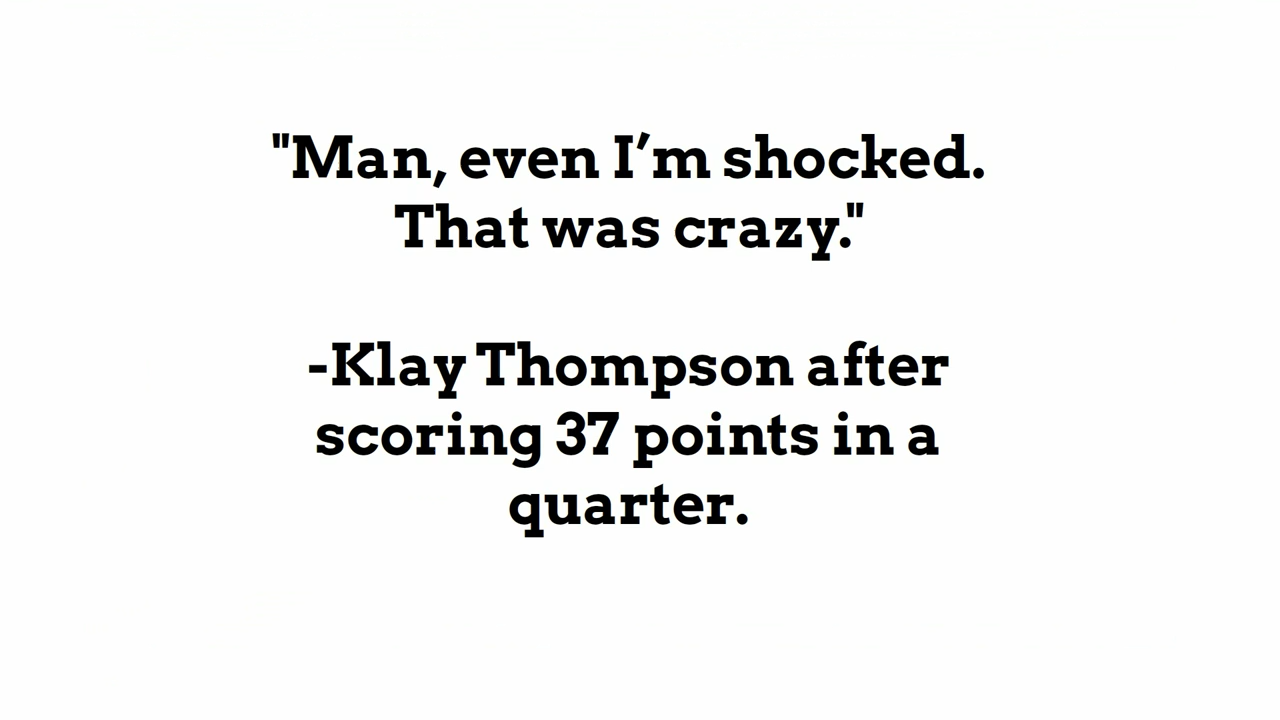 "Man, even I’m shocked.
That was crazy."
-Klay Thompson after
scoring 37 points in a
quarter.